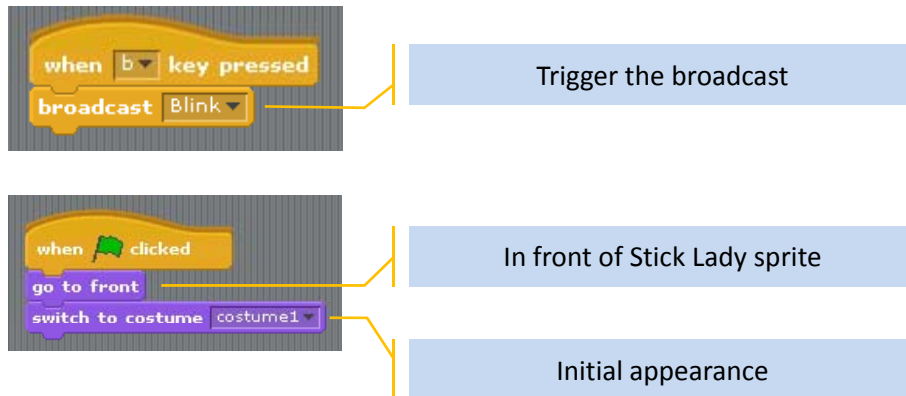 when b key pressed
broadcast Blink
Trigger the broadcast
when clicked
go to front
switch to costume costume1
In front of Stick Lady sprite
Initial appearance